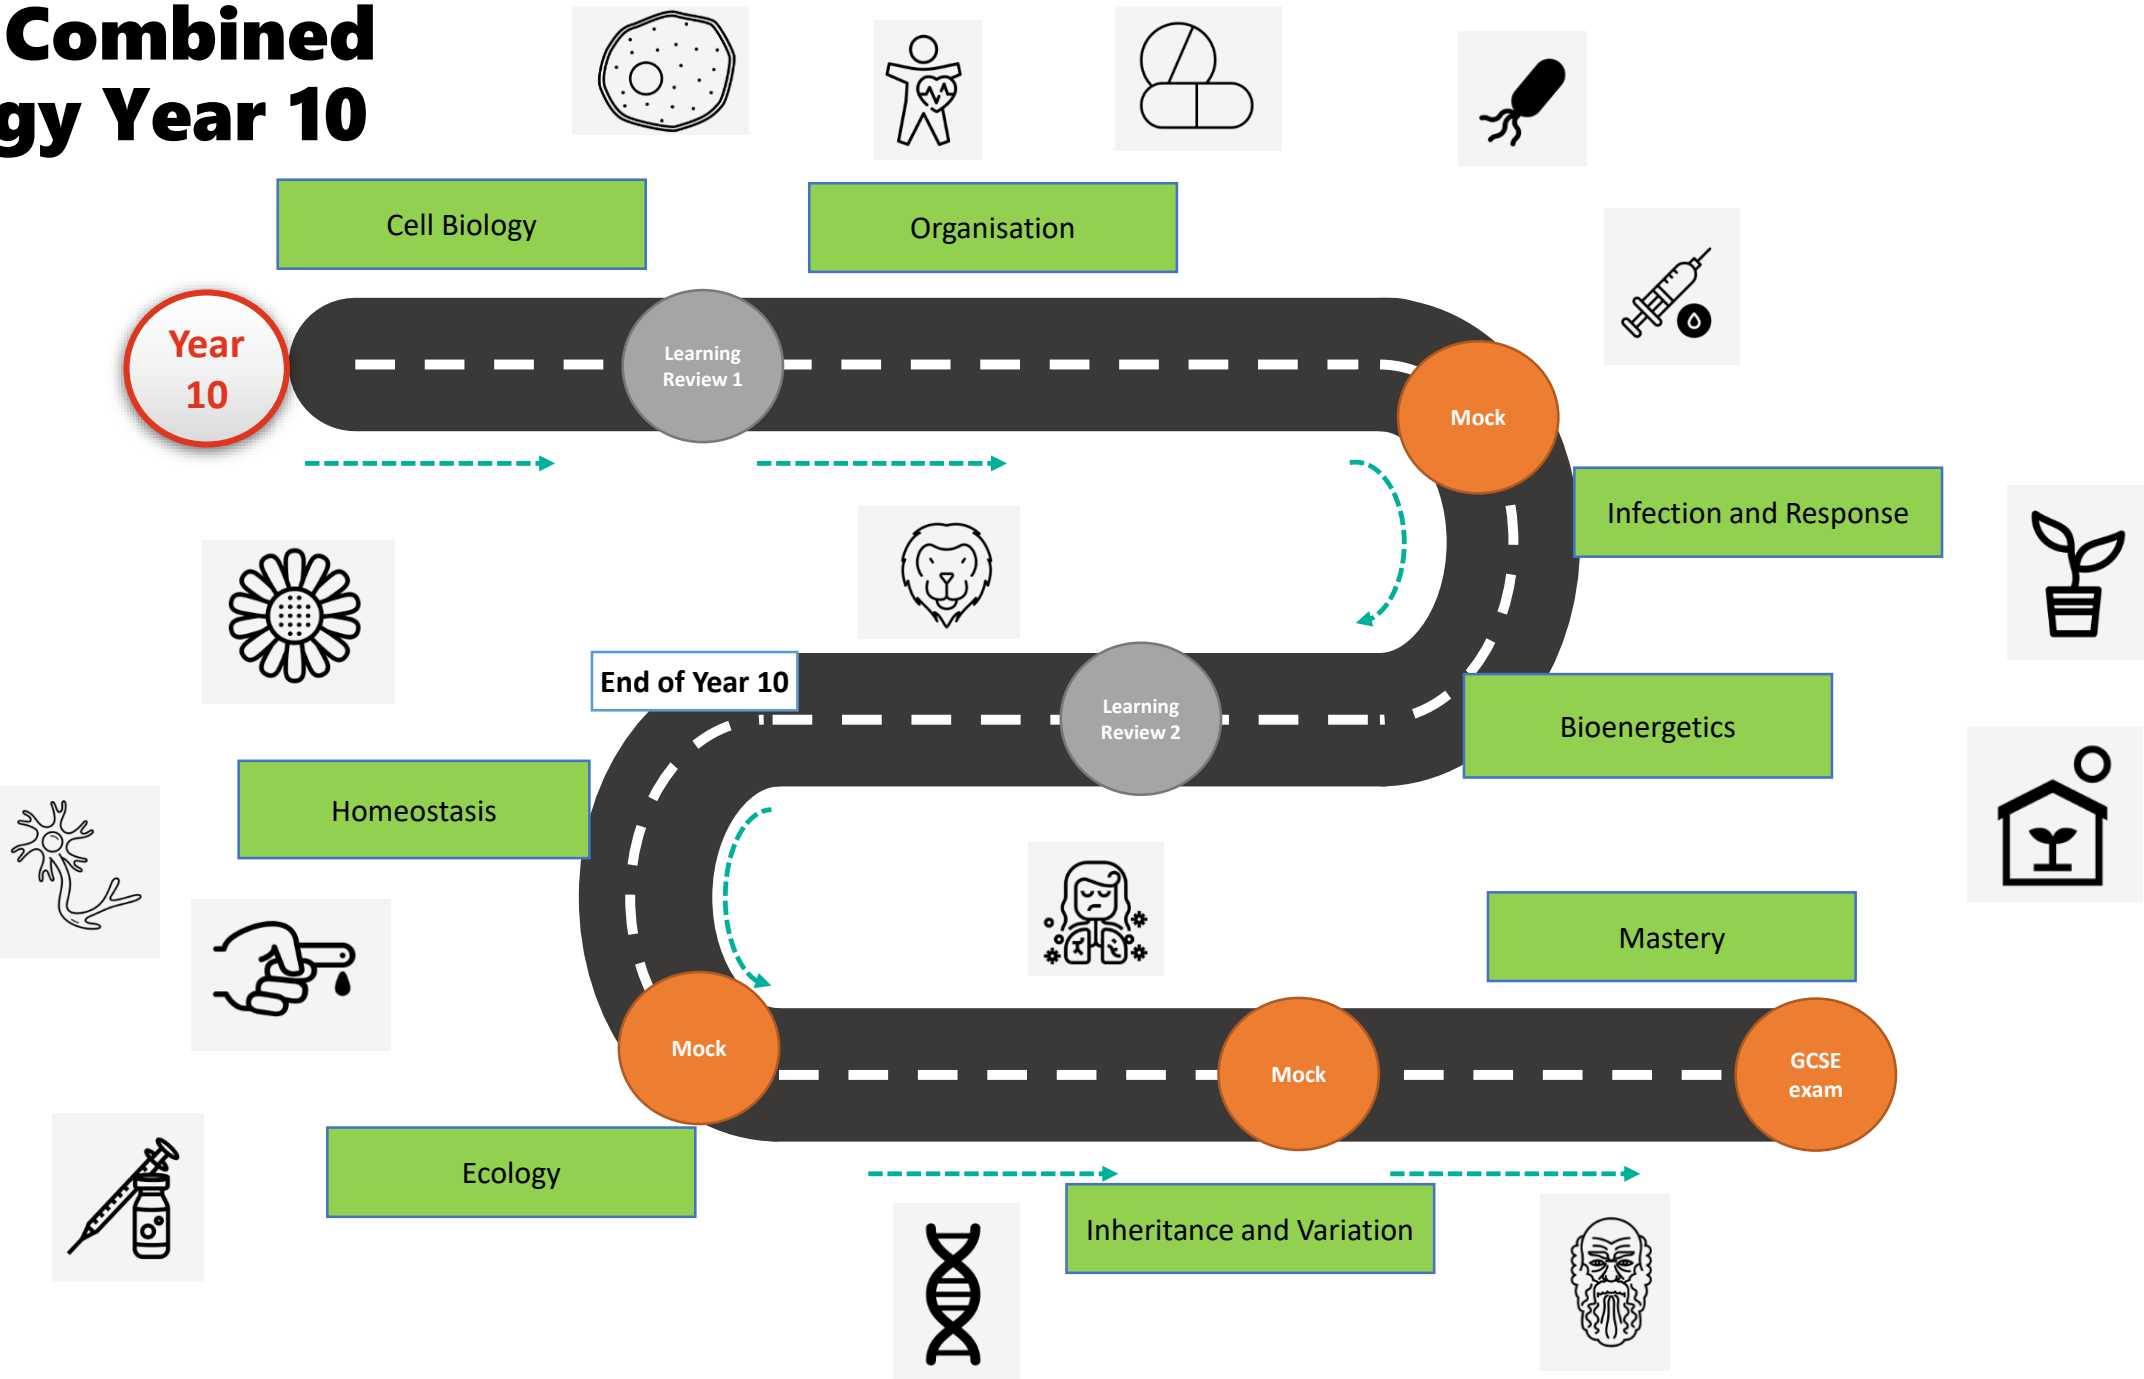 Combined
gy Year 10
Cell Biology
Organisation
Year
10
Learning
Review 1
Mock
Infection and Response
End of Year 10
Learning
Review 2
Bioenergetics
Homeostasis
Mastery
Mock
Mock
GCSE
exam
Ecology
Inheritance and Variation